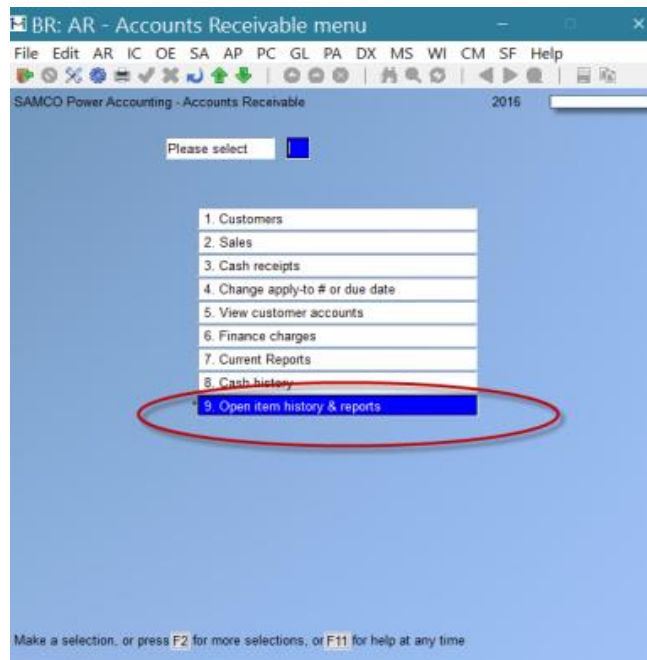 BR: AR - Accounts Receivable menu
File Edit AR IC OE SA AP PC GL PA DX MS WI CM SF Help
SAMCO Power Accounting - Accounts Receivable 2016
Please select
1. Customers
2. Sales
3. Cash receipts
4. Change apply-to # or due date
5. View customer accounts
6. Finance charges
7. Current Reports
8. Cash history
9. Open item history & reports
Make a selection, or press F2 for more selections, or F11 for help at any time